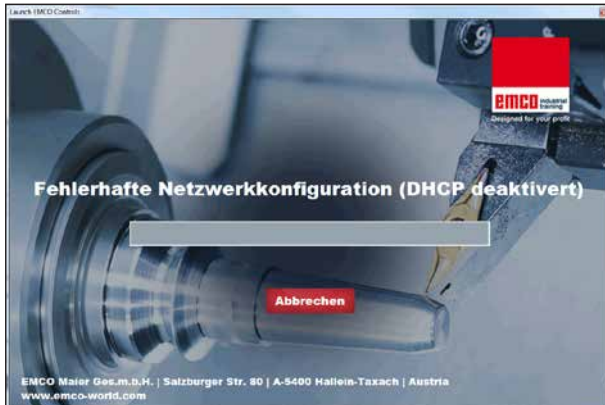 Launch EMCO Controls
emco industrial
training
Designed for your profit
Fehlerhafte Netzwerkkonfiguration (DHCP deaktivert)
Abbrechen
EMCO Maier Ges.m.b.H. | Salzburger Str. 80 | A-5400 Hallein-Taxach | Austria
www.emco-world.com